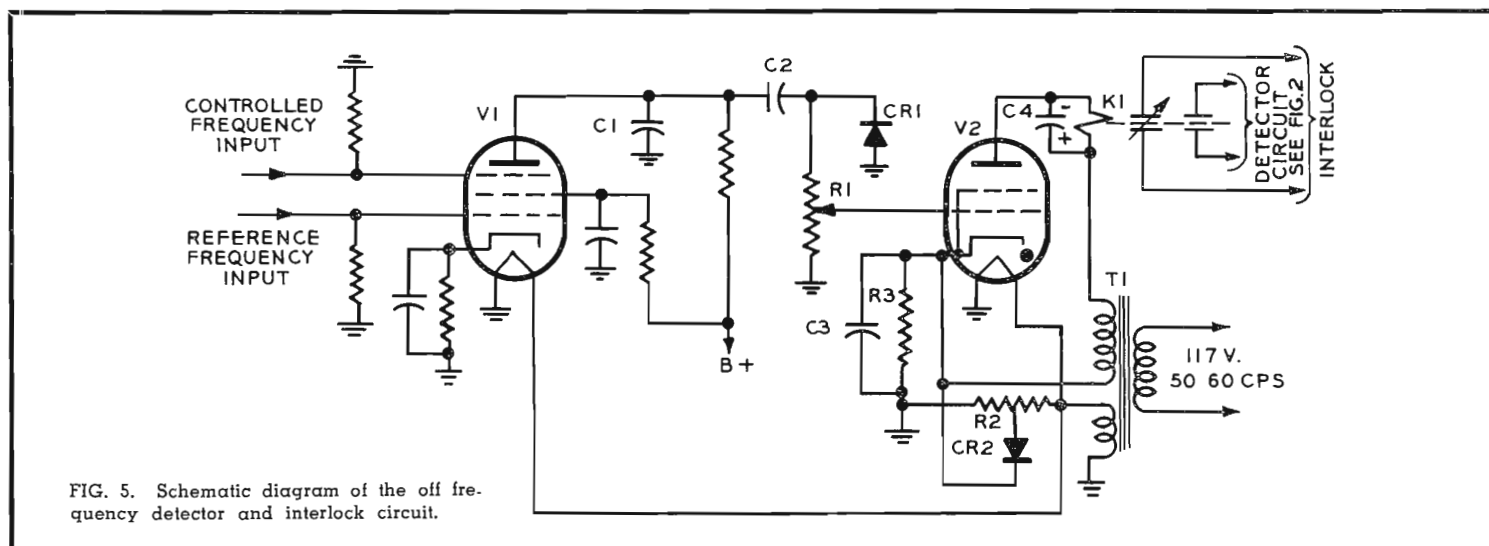 CONTROLLED
FREQUENCY
INPUT
REFERENCE
FREQUENCY
INPUT
V1
C1
B+
C2
CR1
R1
V2
C4
-
+
K1
DETECTOR
CIRCUIT
SEE FIG.2
INTERLOCK
C3
R3
R2
CR2
T1
117 V.
50 60 CPS
FIG. 5. Schematic diagram of the off fre-
quency detector and interlock circuit.